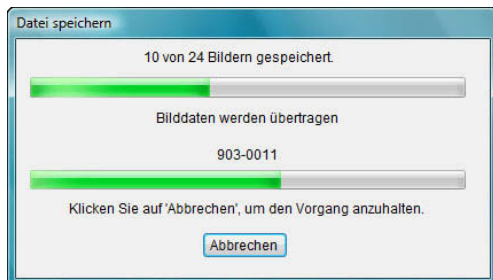 Datei speichern
10 von 24 Bildern gespeichert.
Bilddaten werden übertragen
903-0011
Klicken Sie auf 'Abbrechen', um den Vorgang anzuhalten.
Abbrechen